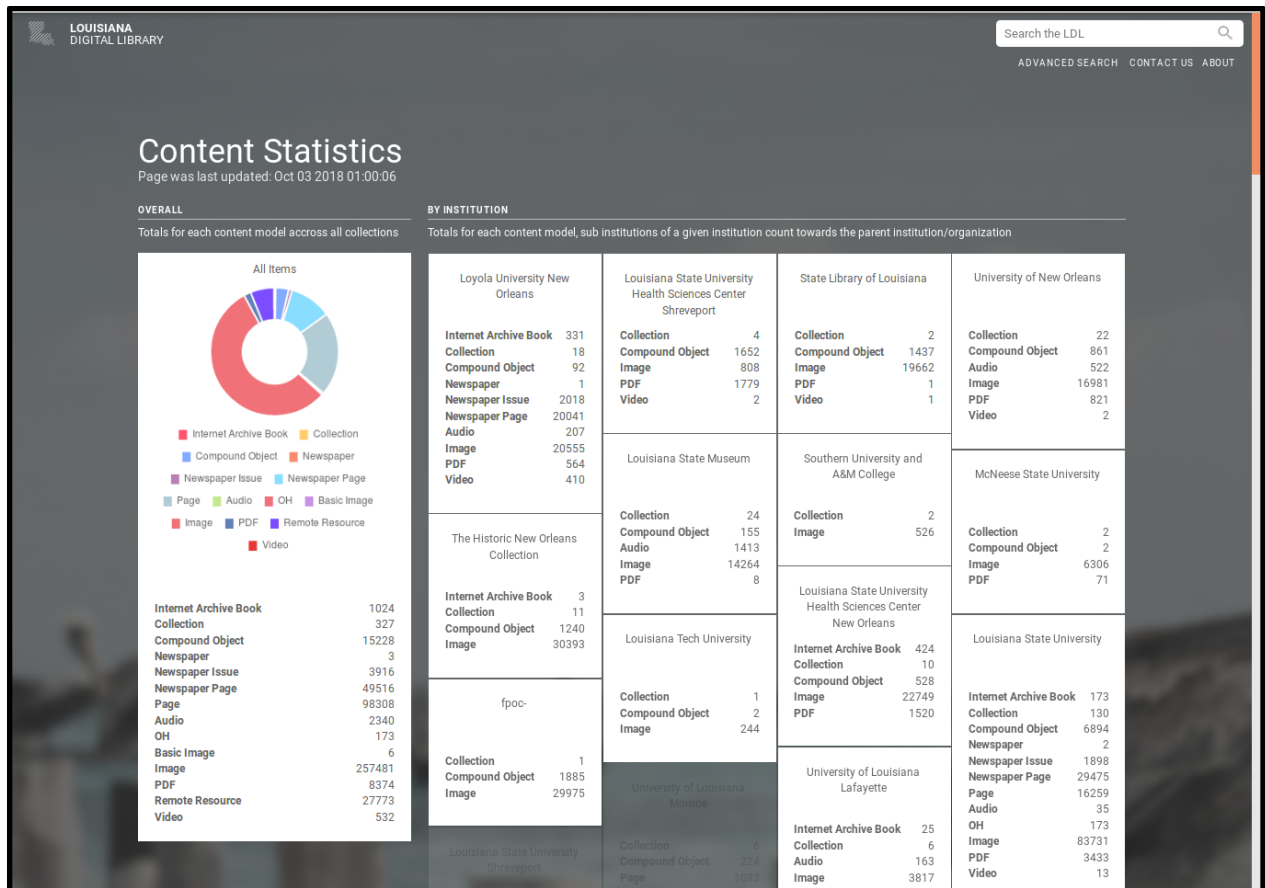 LOUISIANA
DIGITAL LIBRARY
Search the LDL
ADVANCED SEARCH CONTACT US ABOUT
Content Statistics
Page was last updated: Oct 03 2018 01:00:06
OVERALL
Totals for each content model accross all collections
All Items
Internet Archive Book Collection
Compound Object Newspaper
Newspaper Issue Newspaper Page
Page Audio OH Basic Image
Image PDF Remote Resource
Video
Internet Archive Book 1024
Collection 327
Compound Object 15228
Newspaper 3
Newspaper Issue 3916
Newspaper Page 49516
Page 98308
Audio 2340
OH 173
Basic Image 6
Image 257481
PDF 8374
Remote Resource 27773
Video 532
BY INSTITUTION
Totals for each content model, sub institutions of a given institution count towards the parent institution/organization
Loyola University New
Orleans
Internet Archive Book 331
Collection 18
Compound Object 92
Newspaper 1
Newspaper Issue 2018
Newspaper Page 20041
Audio 207
Image 20555
PDF 564
Video 410
The Historic New Orleans
Collection
Internet Archive Book 3
Collection 11
Compound Object 1240
Image 30393
fpoc-
Collection 1
Compound Object 1885
Image 29975
Louisiana State University
Shreveport
Louisiana State University
Health Sciences Center
Shreveport
Collection 4
Compound Object 1652
Image 808
PDF 1779
Video 2
Louisiana State Museum
Collection 24
Compound Object 155
Audio 1413
Image 14264
PDF 8
Louisiana Tech University
Collection 1
Compound Object 2
Image 244
University of Louisiana
Monroe
Collection 6
Compound Object 224
Page 1093
State Library of Louisiana
Collection 2
Compound Object 1437
Image 19662
PDF 1
Video 1
Southern University and
A&M College
Collection 2
Image 526
Louisiana State University
Health Sciences Center
New Orleans
Internet Archive Book 424
Collection 10
Compound Object 528
Image 22749
PDF 1520
University of Louisiana
Lafayette
Internet Archive Book 25
Collection 6
Audio 163
Image 3817
University of New Orleans
Collection 22
Compound Object 861
Audio 522
Image 16981
PDF 821
Video 2
McNeese State University
Collection 2
Compound Object 2
Image 6306
PDF 71
Louisiana State University
Internet Archive Book 173
Collection 130
Compound Object 6894
Newspaper 2
Newspaper Issue 1898
Newspaper Page 29475
Page 16259
Audio 35
OH 173
Image 83731
PDF 3433
Video 13